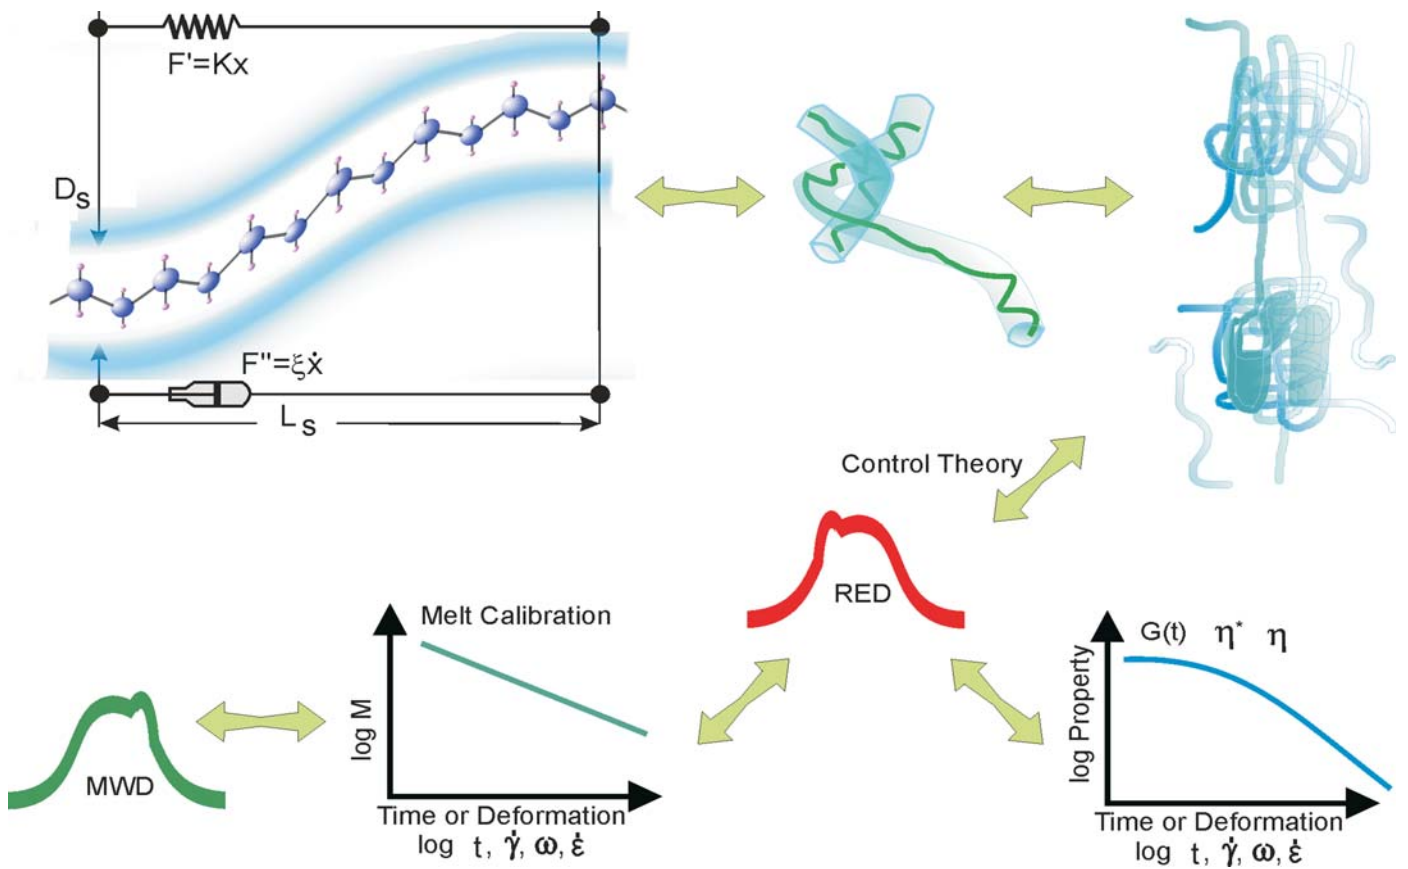 F'=Kx
D_S
F''=ξẋ
L_S
Control Theory
RED
Melt Calibration
log M
Time or Deformation
log t, γ̇, ω, ε̇
MWD
G(t) η* η
log Property
Time or Deformation
log t, γ̇, ω, ε̇